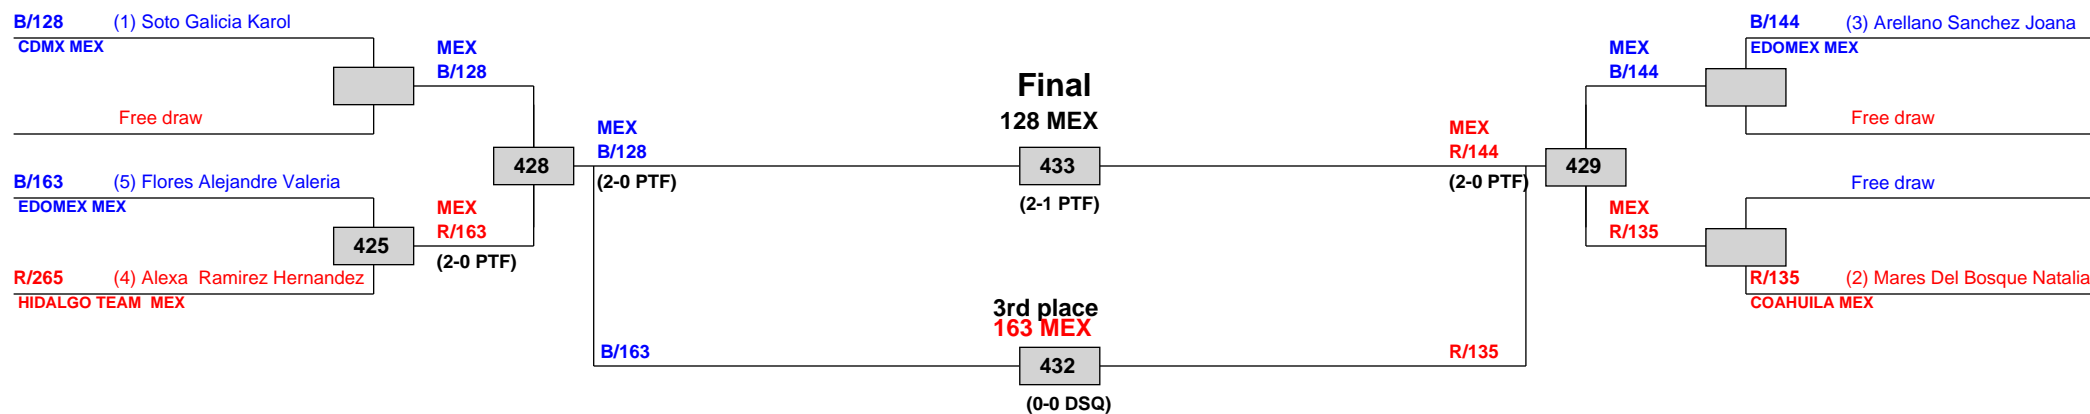 B/128 (1) Soto Galicia Karol
CDMX MEX
Free draw
MEX
B/128
B/163 (5) Flores Alejandre Valeria
EDOMEX MEX
425
MEX
R/163
(2-0 PTF)
R/265 (4) Alexa  Ramirez Hernandez
HIDALGO TEAM  MEX
428
MEX
B/128
(2-0 PTF)
Final
128 MEX
433
(2-1 PTF)
3rd place
163 MEX
B/163
432
R/135
(0-0 DSQ)
MEX
R/144
(2-0 PTF)
429
MEX
B/144
B/144 (3) Arellano Sanchez Joana
EDOMEX MEX
Free draw
Free draw
MEX
R/135
R/135 (2) Mares Del Bosque Natalia
COAHUILA MEX